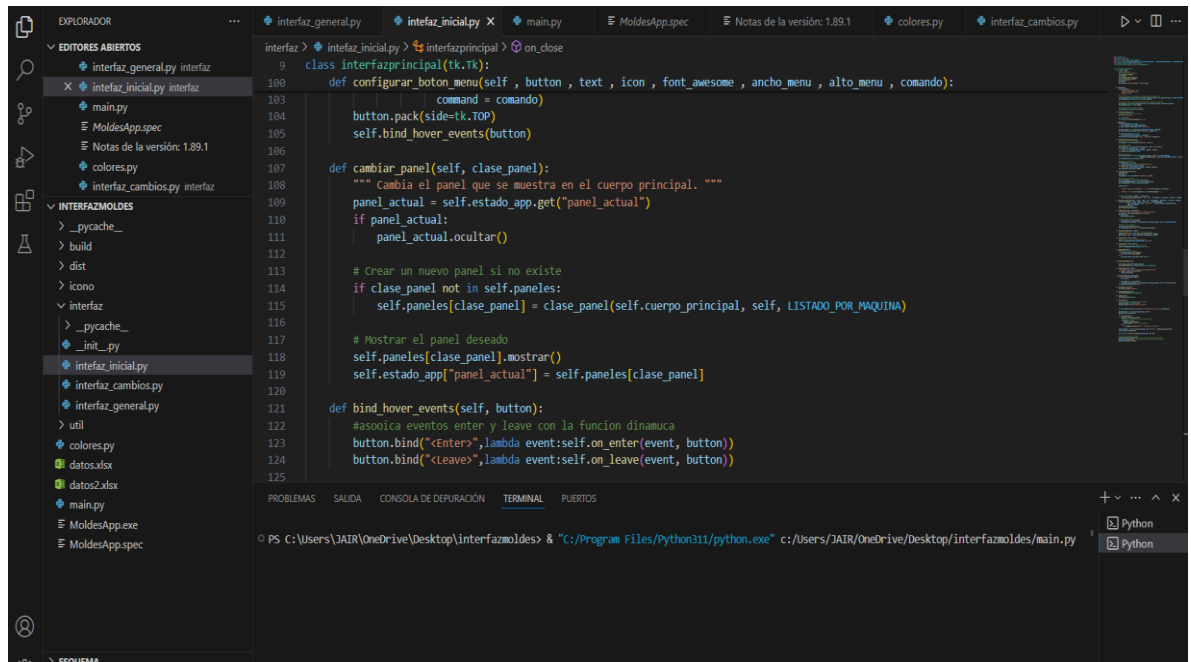 EXPLORADOR ...
EDITORES ABIERTOS
interfaz_general.py interfaz
X intefaz_inicial.py interfaz
main.py
MoldesApp.spec
Notas de la versión: 1.89.1
colores.py
interfaz_cambios.py interfaz
INTERFAZMOLDES
> __pycache__
> build
> dist
> icono
interfaz
> __pycache__
__init__.py
intefaz_inicial.py
interfaz_cambios.py
interfaz_general.py
> util
colores.py
datos.xlsx
datos2.xlsx
main.py
MoldesApp.exe
MoldesApp.spec
> ESQUEMA
interfaz_general.py intefaz_inicial.py X main.py MoldesApp.spec Notas de la versión: 1.89.1 colores.py interfaz_cambios.py ...
interfaz > intefaz_inicial.py > interfazprincipal > on_close
9 class interfazprincipal(tk.Tk):
100 def configurar_boton_menu(self , button , text , icon , font_awesome , ancho_menu , alto_menu , comando):
103 command = comando)
104 button.pack(side=tk.TOP)
105 self.bind_hover_events(button)
106
107 def cambiar_panel(self, clase_panel):
108 """ Cambia el panel que se muestra en el cuerpo principal. """
109 panel_actual = self.estado_app.get("panel_actual")
110 if panel_actual:
111 panel_actual.ocultar()
112
113 # Crear un nuevo panel si no existe
114 if clase_panel not in self.paneles:
115 self.paneles[clase_panel] = clase_panel(self.cuerpo_principal, self, LISTADO_POR_MAQUINA)
116
117 # Mostrar el panel deseado
118 self.paneles[clase_panel].mostrar()
119 self.estado_app["panel_actual"] = self.paneles[clase_panel]
120
121 def bind_hover_events(self, button):
122 #asooica eventos enter y leave con la funcion dinamuca
123 button.bind("<Enter>",lambda event:self.on_enter(event, button))
124 button.bind("<Leave>",lambda event:self.on_leave(event, button))
125
PROBLEMAS SALIDA CONSOLA DE DEPURACIÓN TERMINAL PUERTOS
PS C:\Users\JAIR\OneDrive\Desktop\interfazmoldes> & "C:/Program Files/Python311/python.exe" c:/Users/JAIR/OneDrive/Desktop/interfazmoldes/main.py
Python
Python